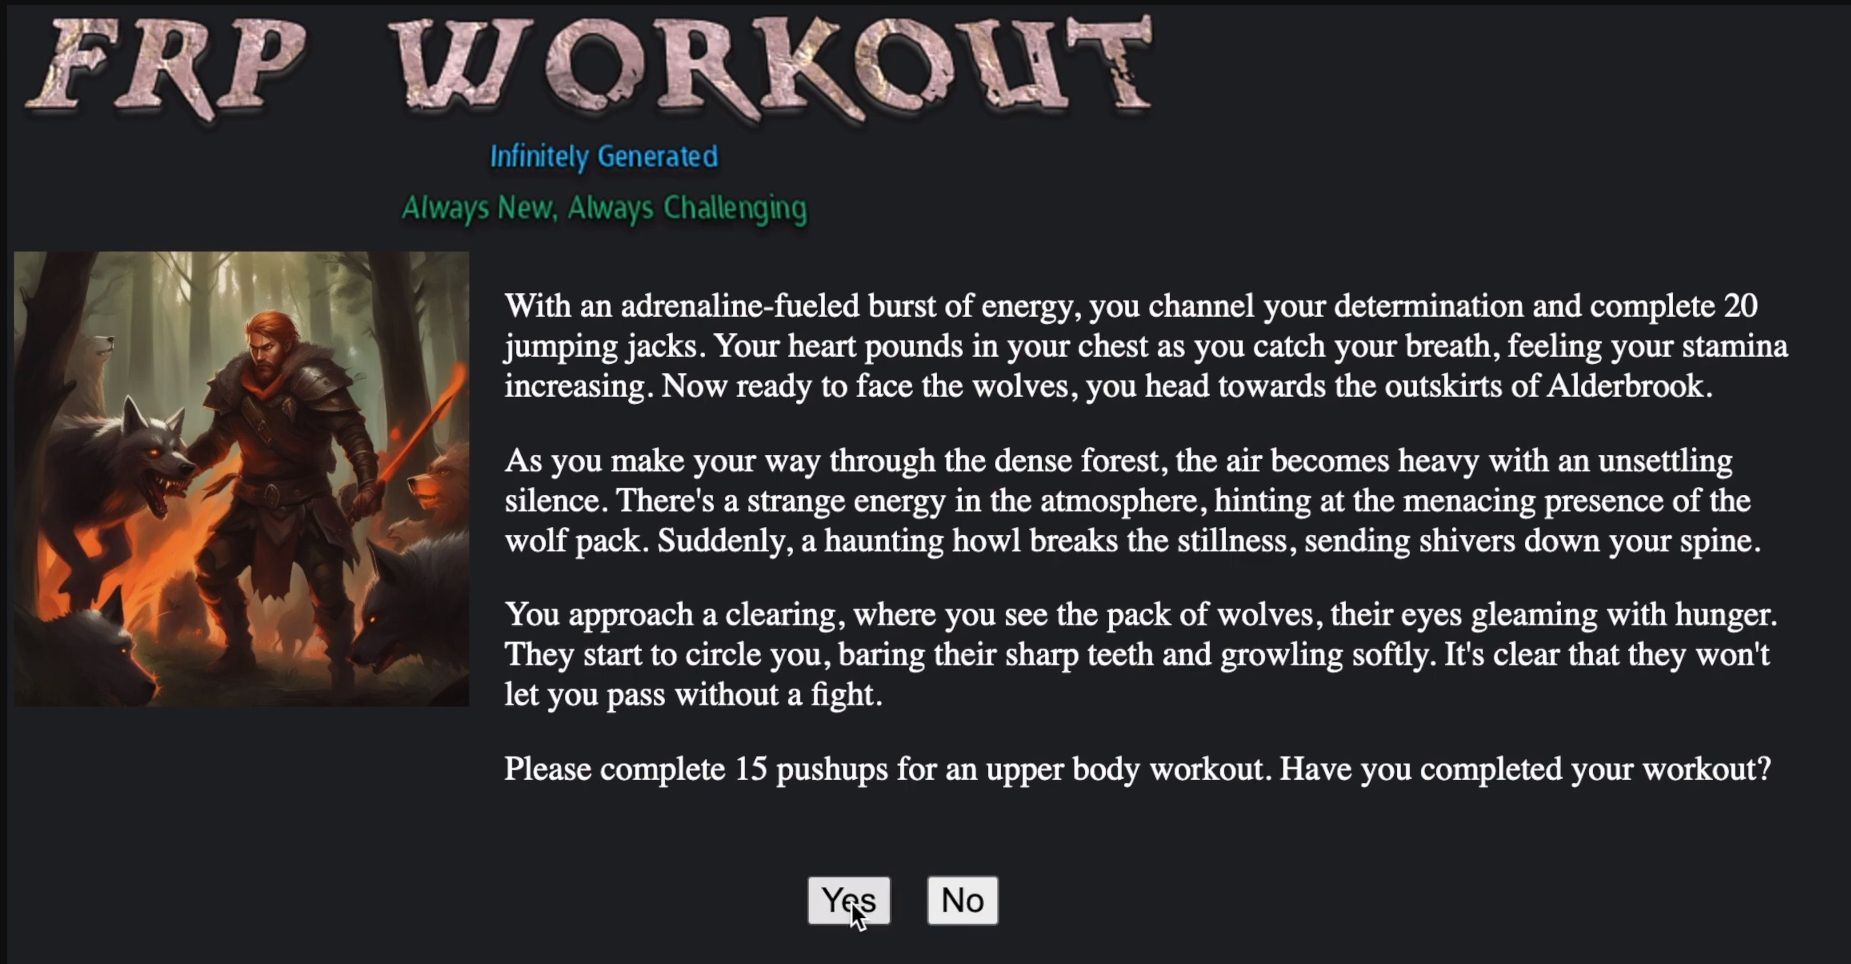 FRP WORKOUT
Infinitely Generated
Always New, Always Challenging
With an adrenaline-fueled burst of energy, you channel your determination and complete 20
jumping jacks. Your heart pounds in your chest as you catch your breath, feeling your stamina
increasing. Now ready to face the wolves, you head towards the outskirts of Alderbrook.
As you make your way through the dense forest, the air becomes heavy with an unsettling
silence. There's a strange energy in the atmosphere, hinting at the menacing presence of the
wolf pack. Suddenly, a haunting howl breaks the stillness, sending shivers down your spine.
You approach a clearing, where you see the pack of wolves, their eyes gleaming with hunger.
They start to circle you, baring their sharp teeth and growling softly. It's clear that they won't
let you pass without a fight.
Please complete 15 pushups for an upper body workout. Have you completed your workout?
Yes No